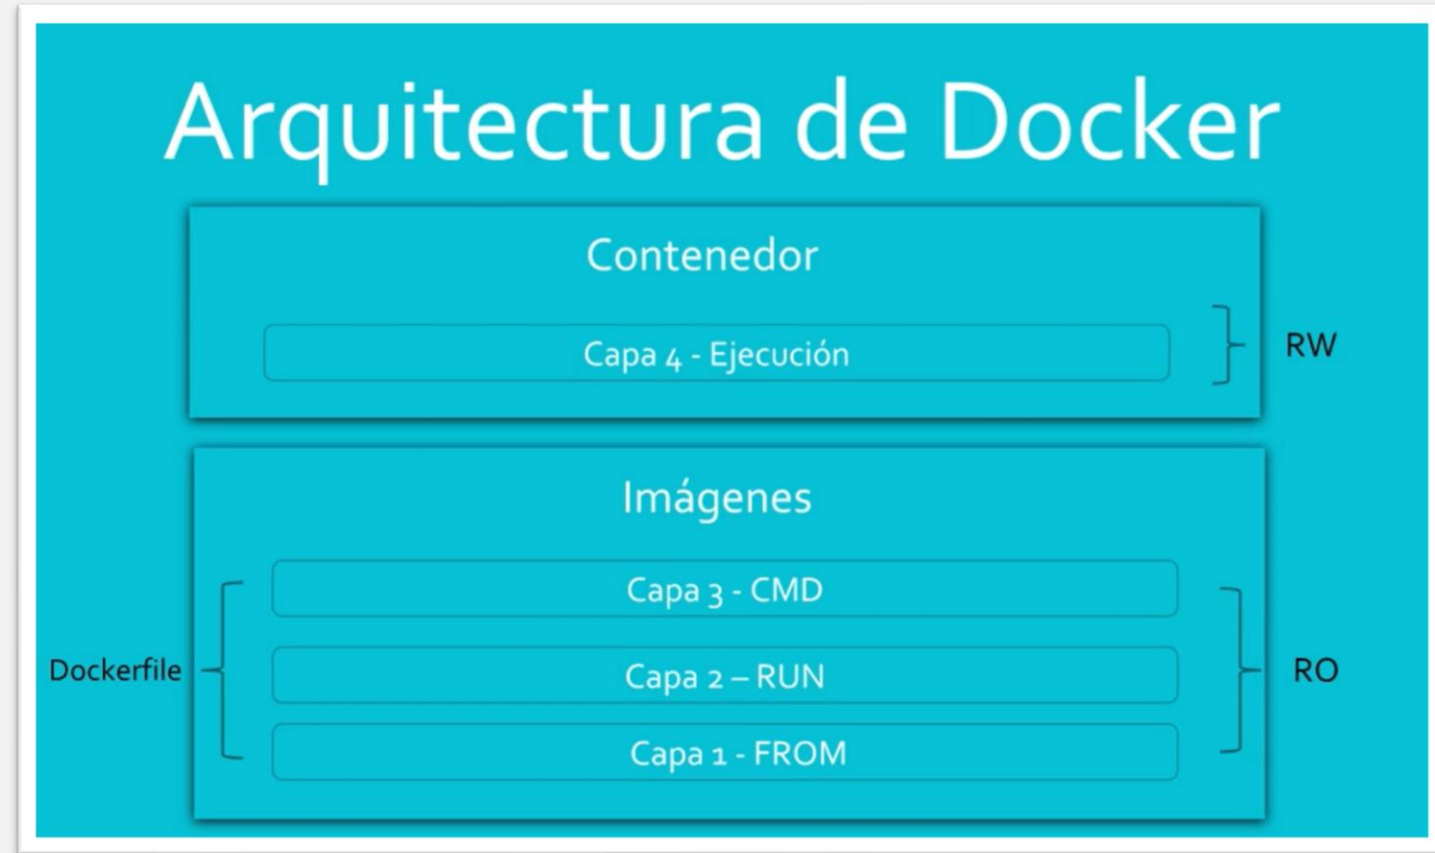 Arquitectura de Docker
Contenedor
Capa 4 - Ejecución
RW
Imágenes
Capa 3 - CMD
Dockerfile
Capa 2 – RUN
RO
Capa 1 - FROM